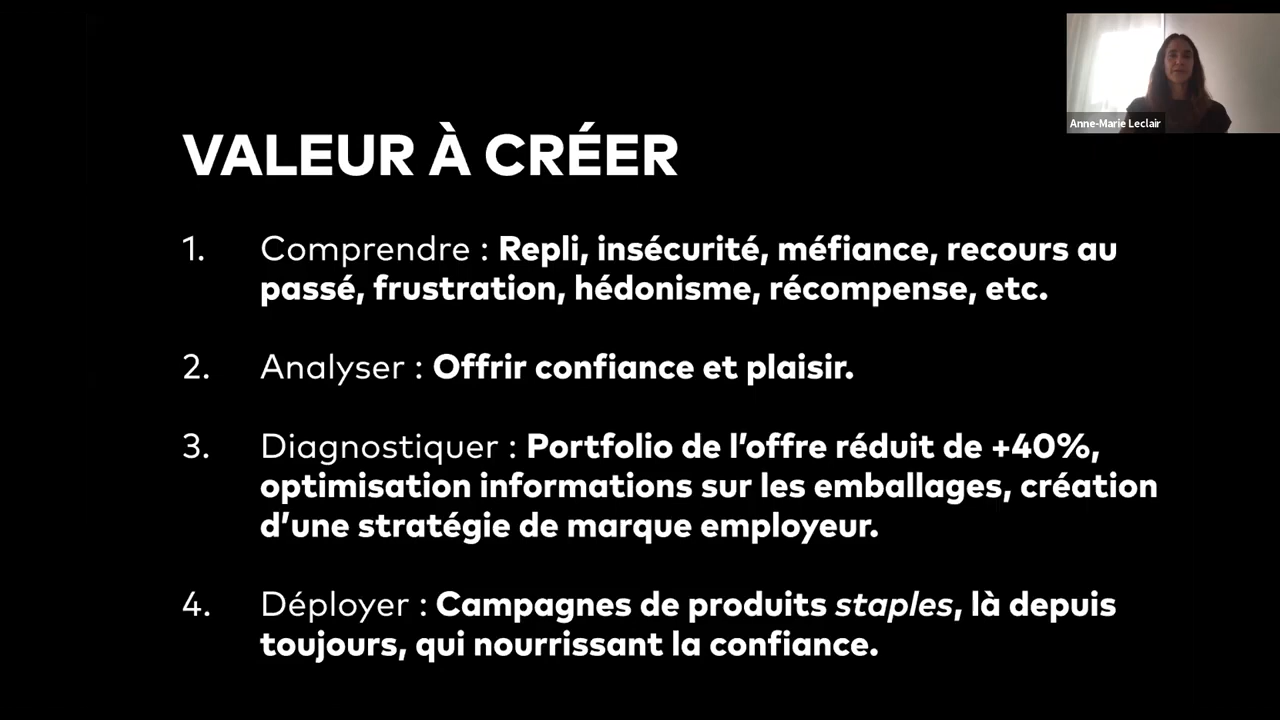 Anne-Marie Leclair
VALEUR À CRÉER
1. Comprendre : Repli, insécurité, méfiance, recours au
passé, frustration, hédonisme, récompense, etc.
2. Analyser : Offrir confiance et plaisir.
3. Diagnostiquer : Portfolio de l’offre réduit de +40%,
optimisation informations sur les emballages, création
d’une stratégie de marque employeur.
4. Déployer : Campagnes de produits staples, là depuis
toujours, qui nourrissant la confiance.